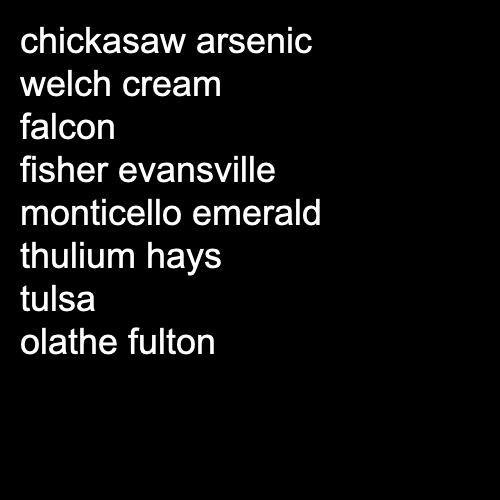 chickasaw arsenic
welch cream
falcon
fisher evansville
monticello emerald
thulium hays
tulsa
olathe fulton